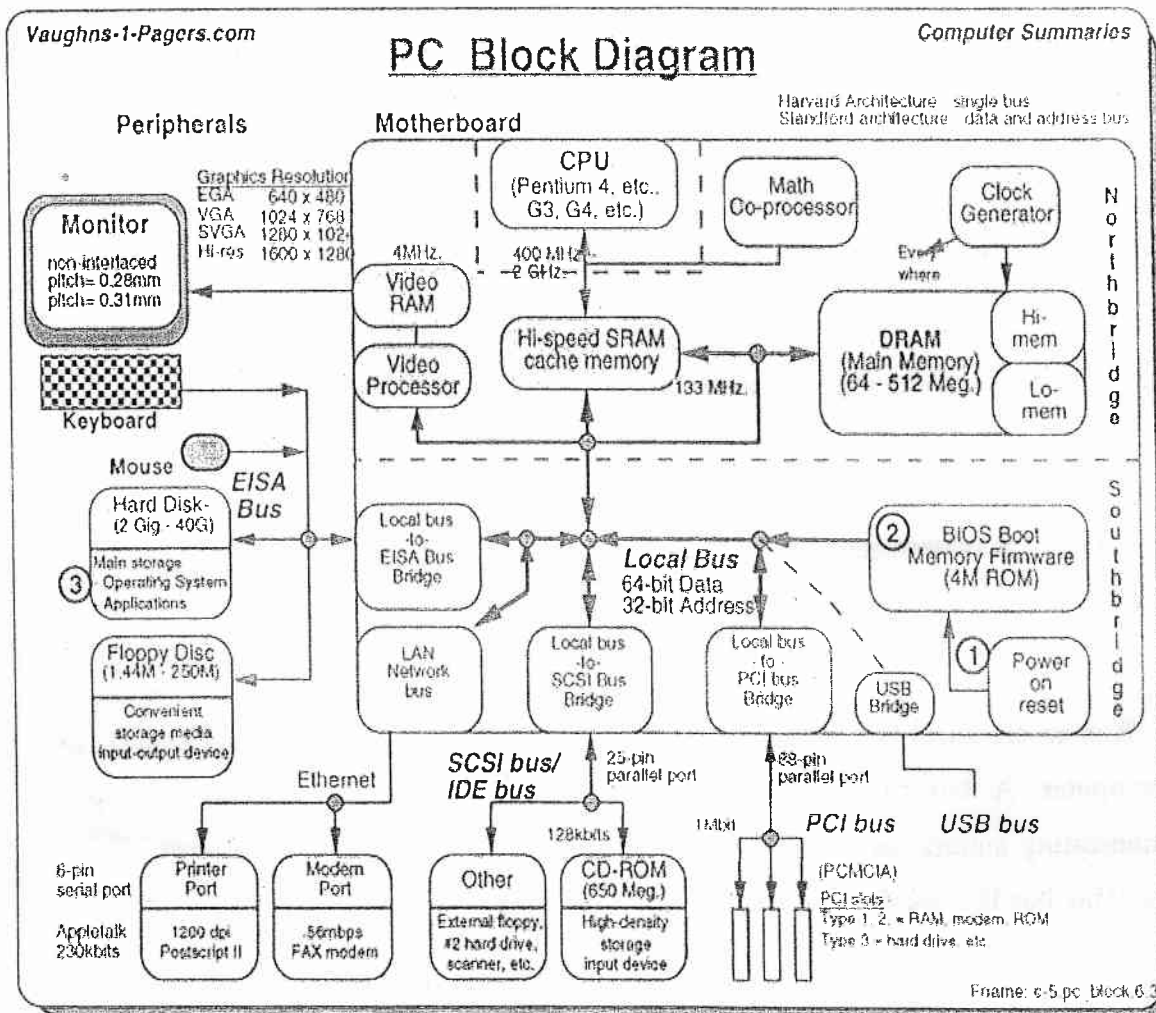 Vaughns-1-Pagers.com
Computer Summaries
PC Block Diagram
Harvard Architecture single bus
Standford architecture data and address bus
Peripherals
Motherboard
Graphics Resolution
EGA 640 x 480
VGA 1024 x 768
SVGA 1280 x 102
Hi-res 1600 x 1280
Monitor
non-interlaced
pitch= 0.28mm
pitch= 0.31mm
CPU
(Pentium 4, etc.,
G3, G4, etc.)
Math
Co-processor
Clock
Generator
Northbridge
4MHz.
400 MHz-
2 GHz.
Every
where
Video
RAM
Hi-speed SRAM
cache memory
DRAM
(Main Memory)
(64 - 512 Meg.)
Hi-
mem
Lo-
mem
Video
Processor
133 MHz.
Keyboard
Mouse
EISA
Bus
Hard Disk-
(2 Gig - 40G)
3
Main storage
Operating System
Applications
Local bus
-to-
EISA Bus
Bridge
Local Bus
64-bit Data
32-bit Address
2
BIOS Boot
Memory Firmware
(4M ROM)
Southbridge
Floppy Disc
(1.44M - 250M)
Convenient
storage media
input-output device
LAN
Network
bus
Local bus
-to-
SCSI Bus
Bridge
Local bus
- to -
PCI bus
Bridge
USB
Bridge
1
Power
on
reset
Ethernet
SCSI bus/
IDE bus
25-pin
parallel port
parallel port
128kbits
1Mbit
PCI bus
USB bus
6-pin
serial port
Appletalk
230kbits
Printer
Port
1200 dpi
Postscript II
Modem
Port
.56mbps
FAX modem
Other
External floppy,
#2 hard drive,
scanner, etc.
CD-ROM
(650 Meg.)
High-density
storage
input device
(PCMCIA)
PCI slots
Type 1, 2, = RAM, modem, ROM
Type 3 = hard drive, etc
Fname: c-5 pc_block 6.3